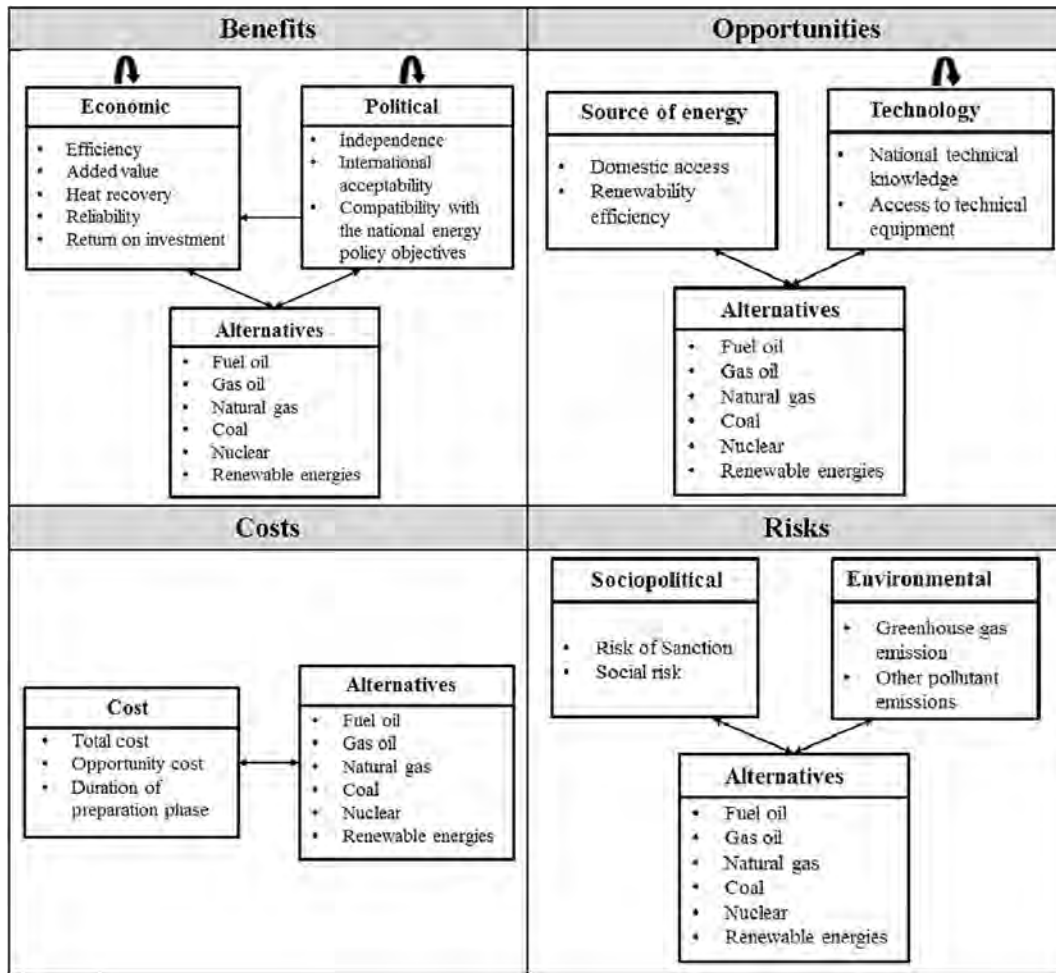 Benefits
Economic
• Efficiency
• Added value
• Heat recovery
• Reliability
• Return on investment
Political
• Independence
• International
acceptability
• Compatibility with
the national energy
policy objectives
Alternatives
• Fuel oil
• Gas oil
• Natural gas
• Coal
• Nuclear
• Renewable energies
Opportunities
Source of energy
• Domestic access
• Renewability
efficiency
Technology
• National technical
knowledge
• Access to technical
equipment
Alternatives
• Fuel oil
• Gas oil
• Natural gas
• Coal
• Nuclear
• Renewable energies
Costs
Cost
• Total cost
• Opportunity cost
• Duration of
preparation phase
Alternatives
• Fuel oil
• Gas oil
• Natural gas
• Coal
• Nuclear
• Renewable energies
Risks
Sociopolitical
• Risk of Sanction
• Social risk
Environmental
• Greenhouse gas
emission
• Other pollutant
emissions
Alternatives
• Fuel oil
• Gas oil
• Natural gas
• Coal
• Nuclear
• Renewable energies